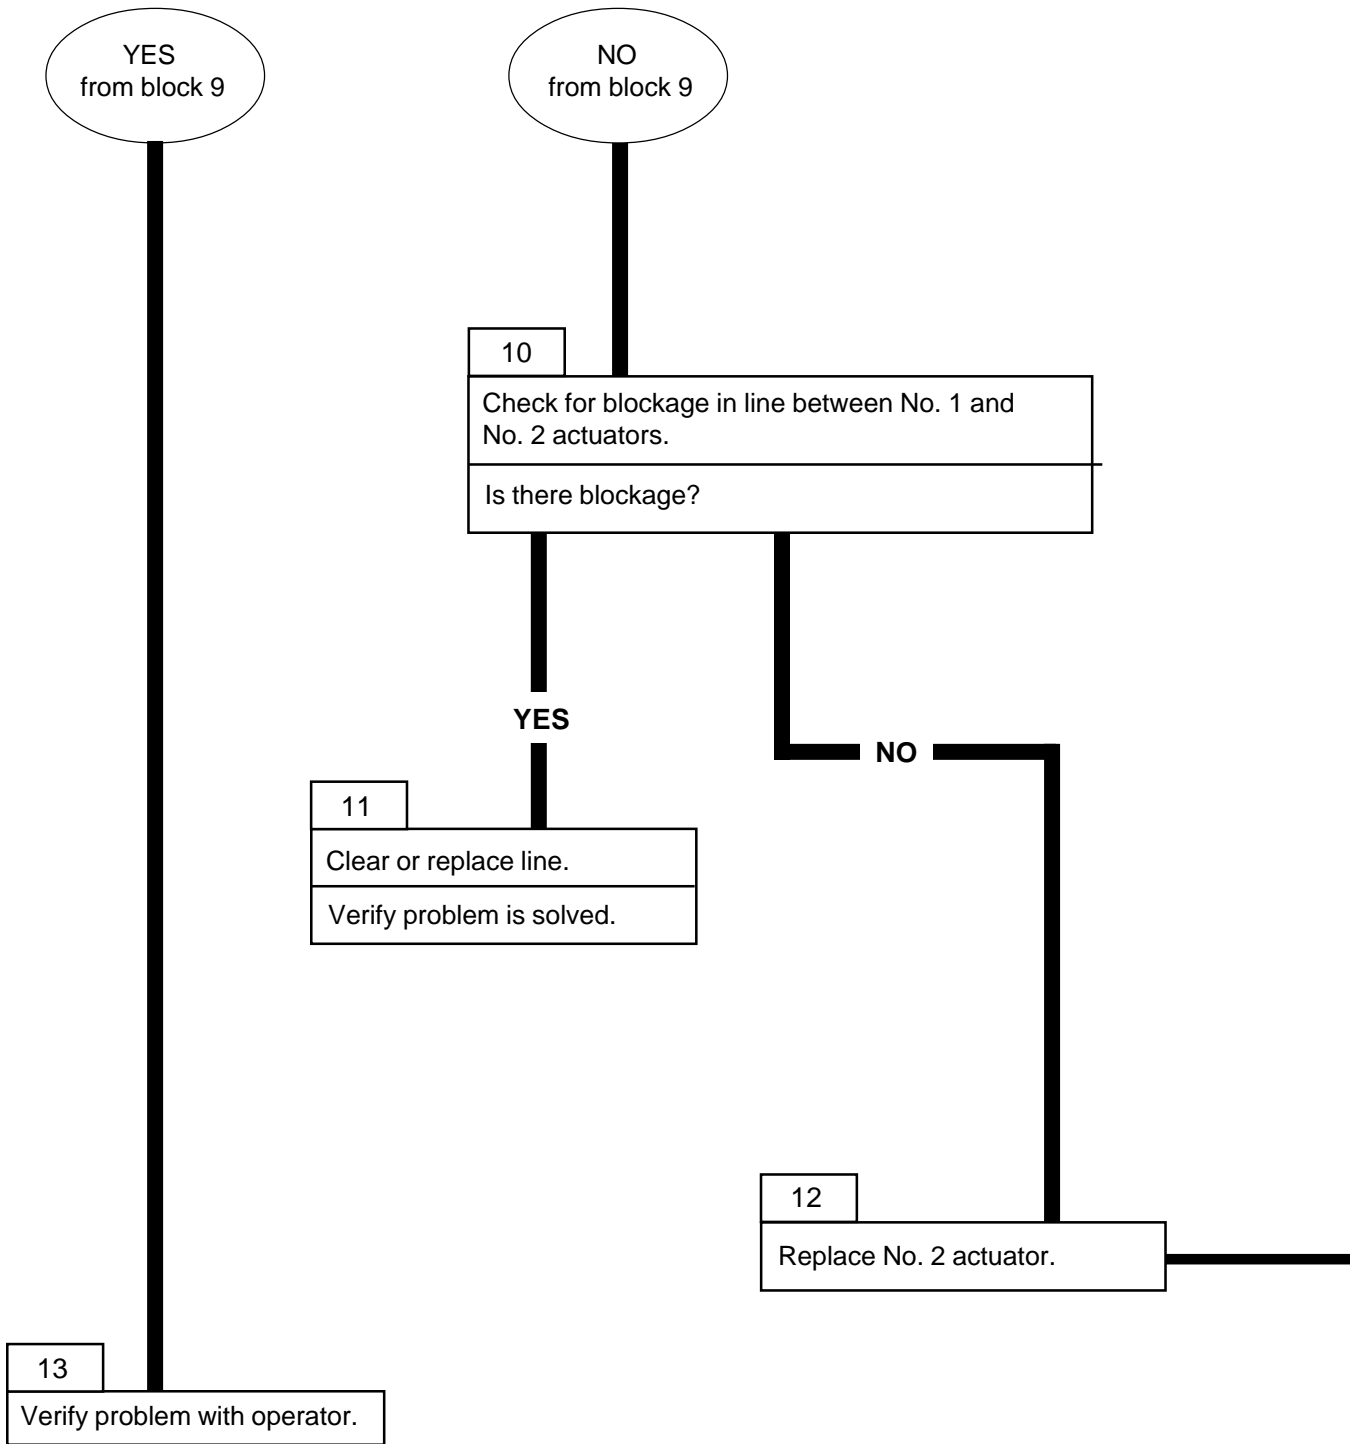 YES
from block 9
NO
from block 9
10
Check for blockage in line between No. 1 and
No. 2 actuators.
Is there blockage?
YES
NO
11
Clear or replace line.
Verify problem is solved.
12
Replace No. 2 actuator.
13
Verify problem with operator.